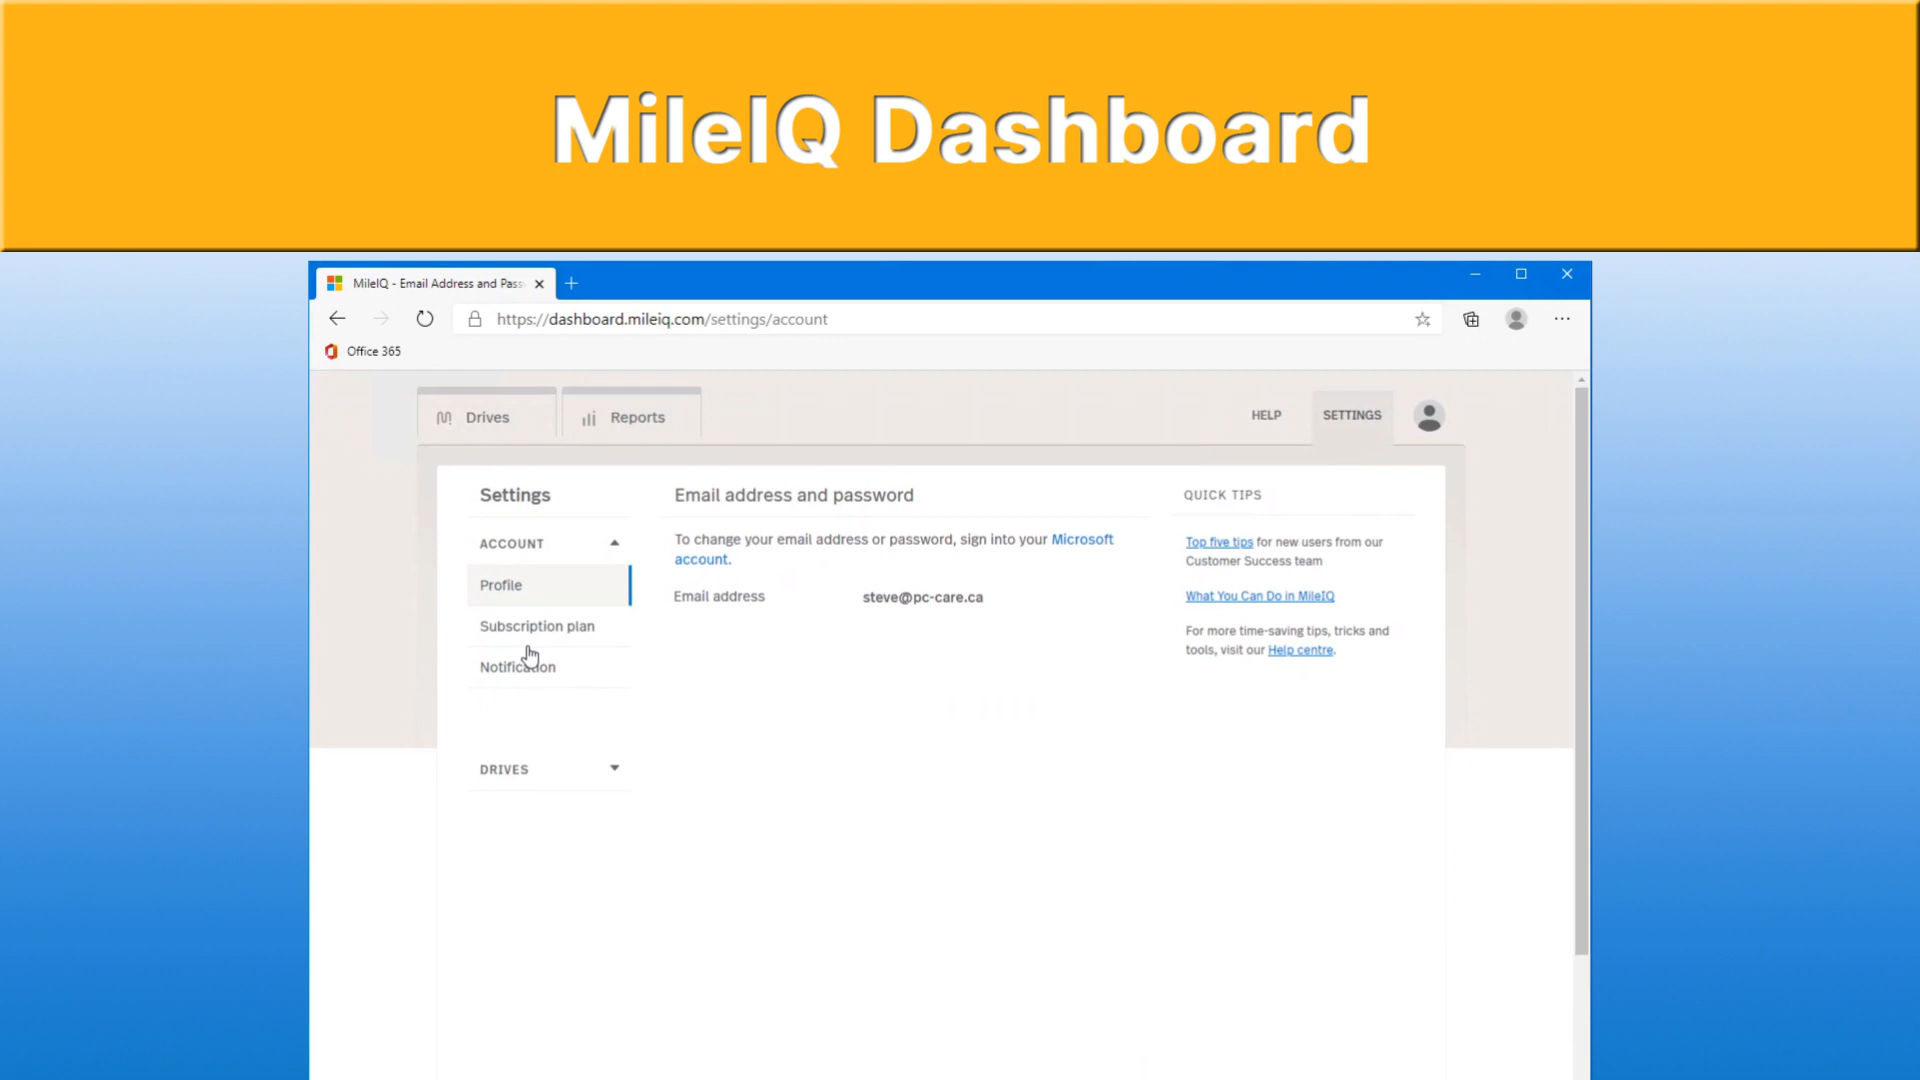 MileIQ Dashboard
MileIQ - Email Address and Pass
https://dashboard.mileiq.com/settings/account
Office 365
Drives
Reports
HELP
SETTINGS
Settings
ACCOUNT
Profile
Subscription plan
Notification
DRIVES
Email address and password
To change your email address or password, sign into your Microsoft
account.
Email address
steve@pc-care.ca
QUICK TIPS
Top five tips for new users from our
Customer Success team
What You Can Do in MileIQ
For more time-saving tips, tricks and
tools, visit our Help centre.